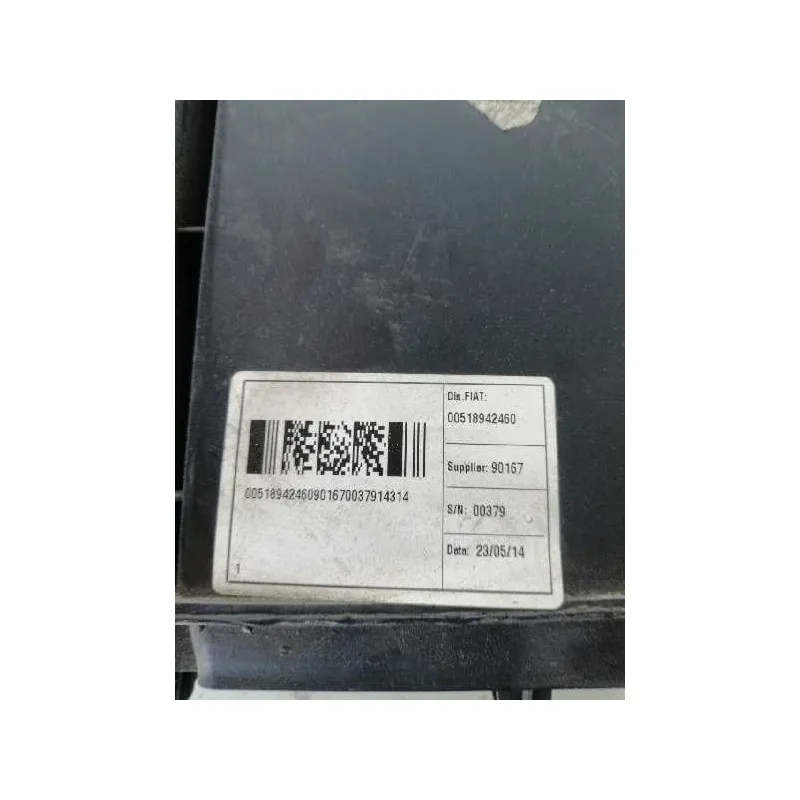 Dis.FIAT:
00518942460
Supplier: 90167
S/N: 00379
Data: 23/05/14
00518942460901670037914314
1